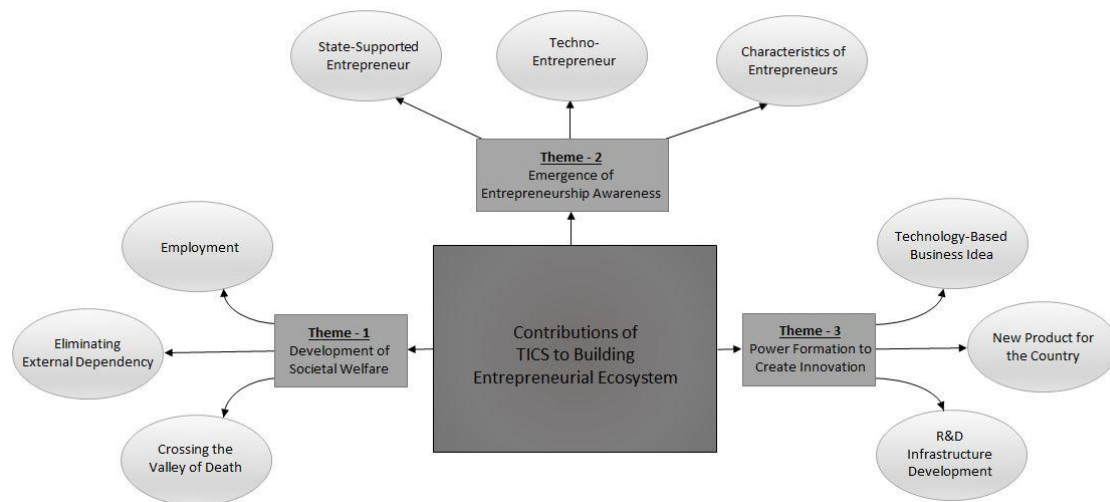 State-Supported
Entrepreneur
Techno-
Entrepreneur
Characteristics of
Entrepreneurs
Theme - 2
Emergence of
Entrepreneurship Awareness
Employment
Eliminating
External Dependency
Crossing the
Valley of Death
Theme - 1
Development of
Societal Welfare
Contributions of
TICS to Building
Entrepreneurial Ecosystem
Theme - 3
Power Formation to
Create Innovation
Technology-Based
Business Idea
New Product for
the Country
R&D
Infrastructure
Development